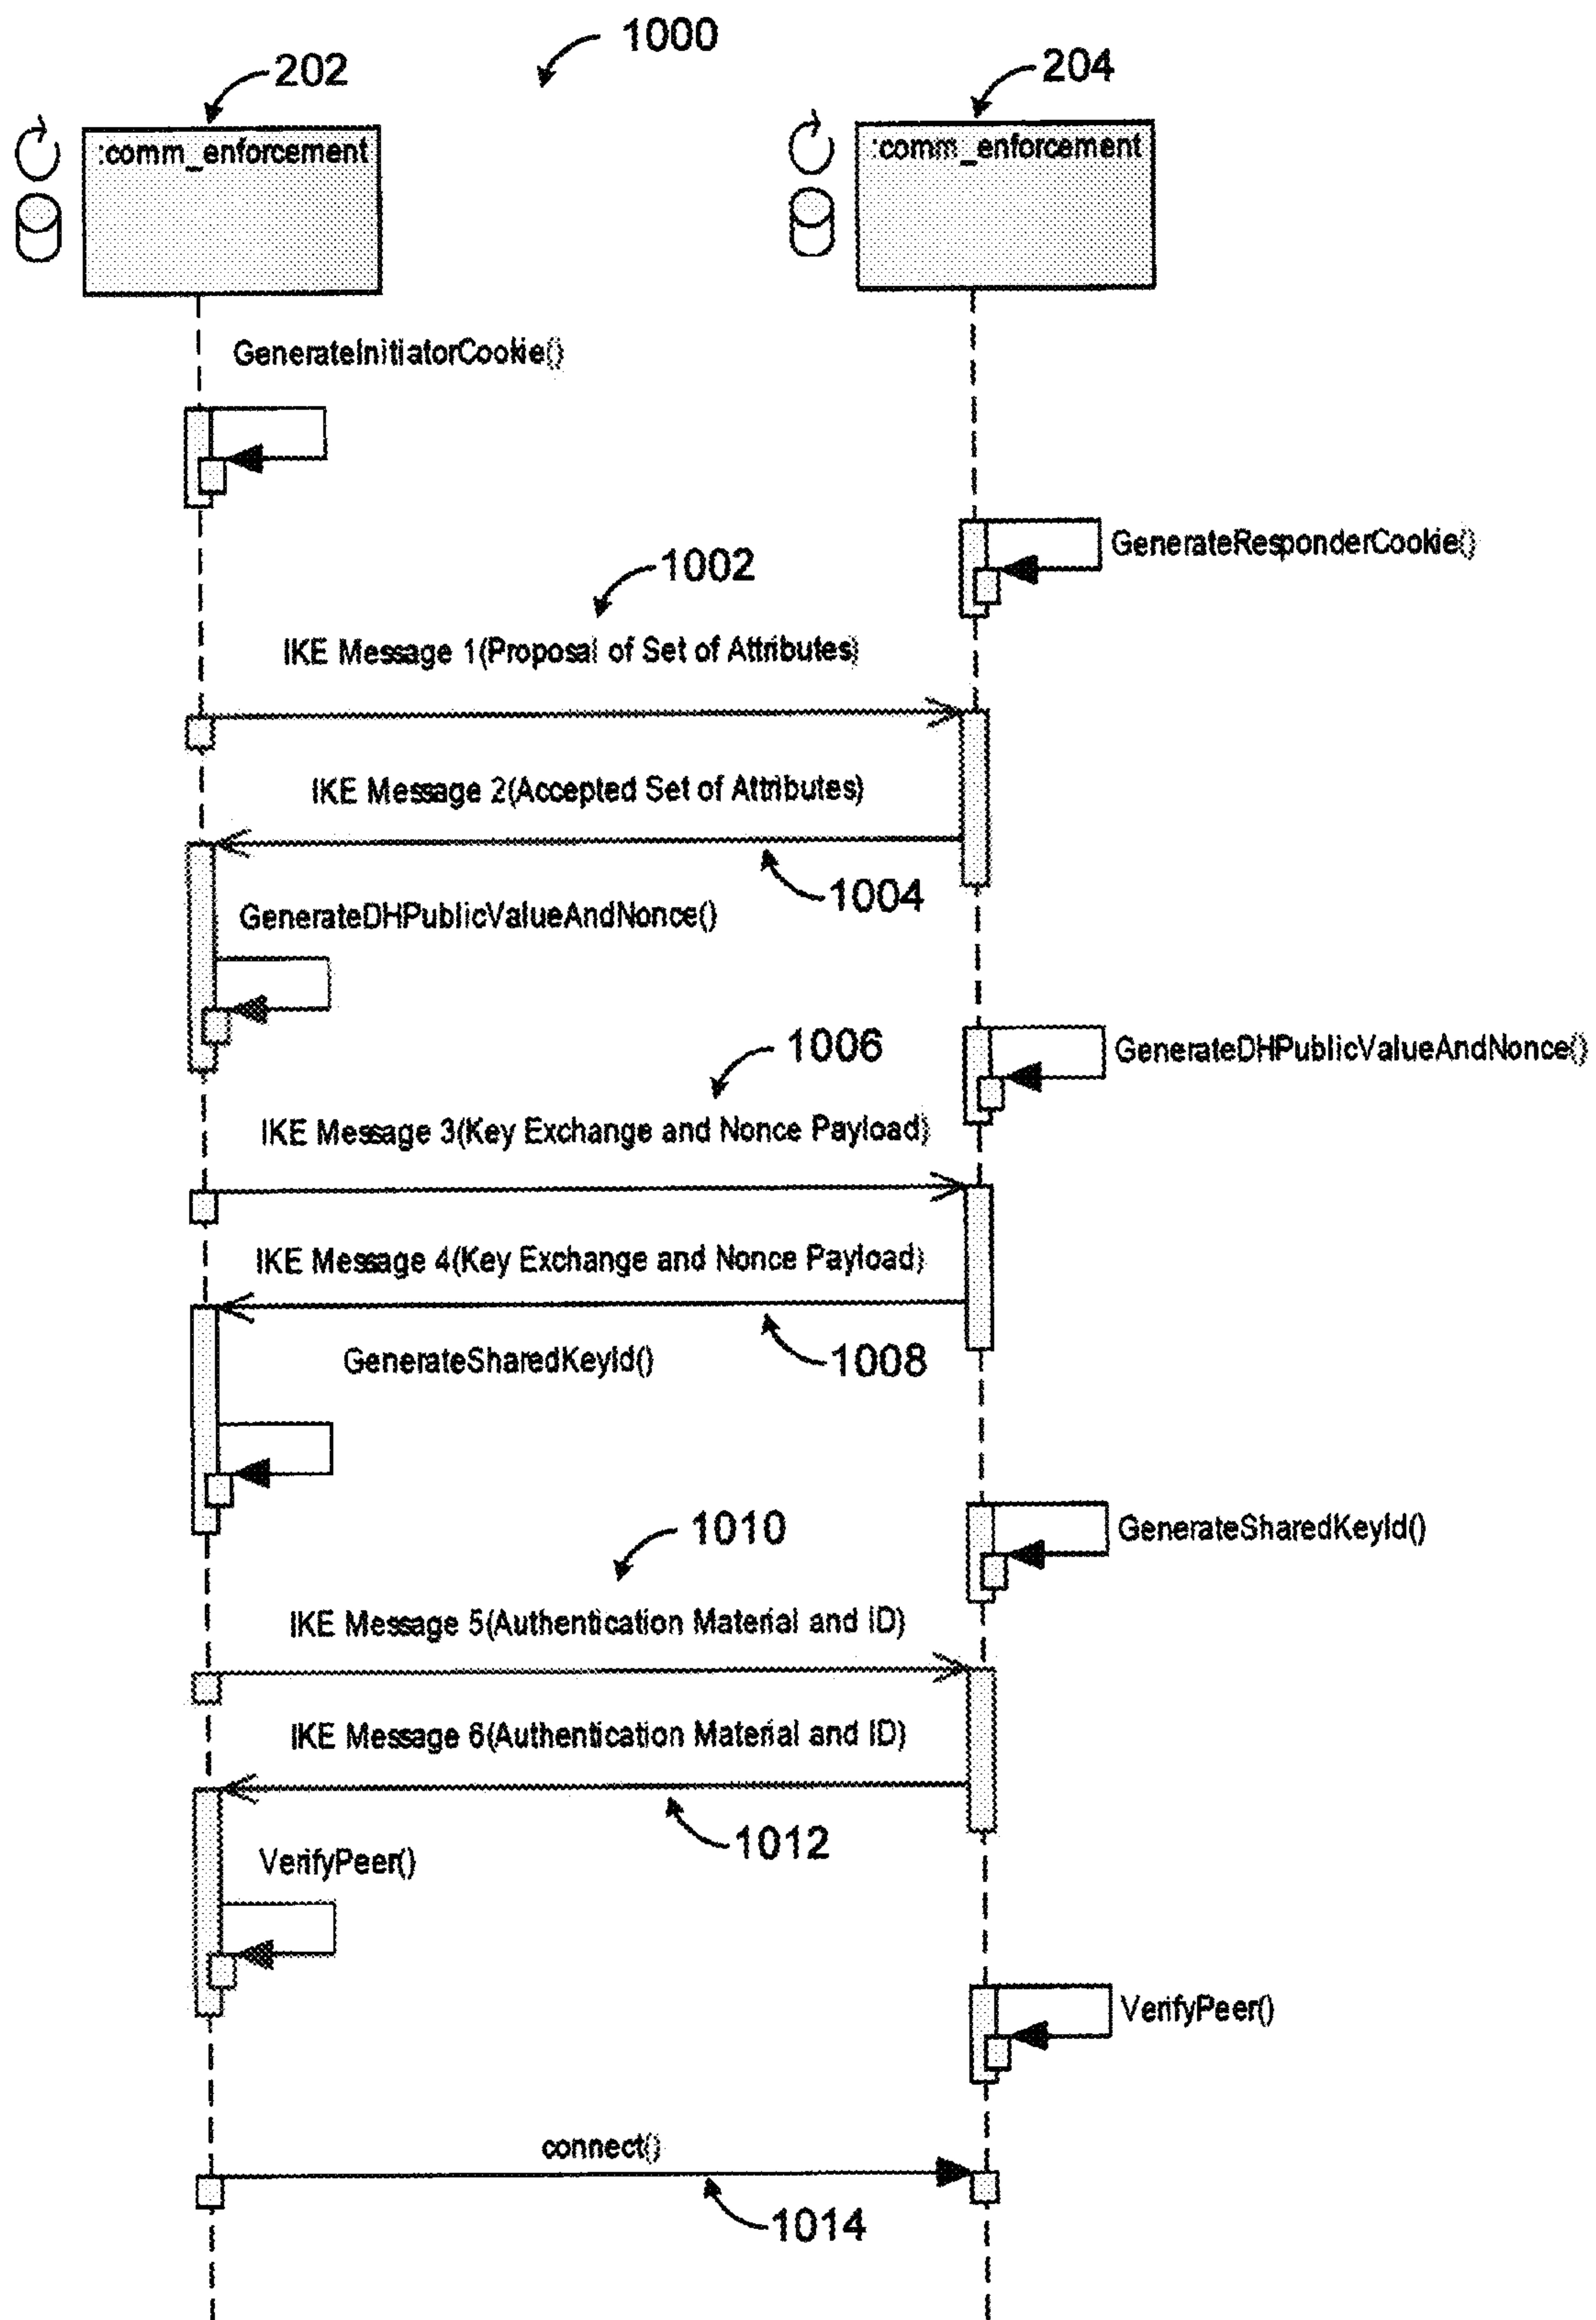 1000
202
204
:comm_enforcement
:comm_enforcement
GenerateInitiatorCookie()
GenerateResponderCookie()
1002
IKE Message 1(Proposal of Set of Attributes)
IKE Message 2(Accepted Set of Attributes)
1004
GenerateDHPublicValueAndNonce()
1006
GenerateDHPublicValueAndNonce()
IKE Message 3(Key Exchange and Nonce Payload)
IKE Message 4(Key Exchange and Nonce Payload)
1008
GenerateSharedKeyId()
1010
GenerateSharedKeyId()
IKE Message 5(Authentication Material and ID)
IKE Message 6(Authentication Material and ID)
1012
VerifyPeer()
VerifyPeer()
connect()
1014